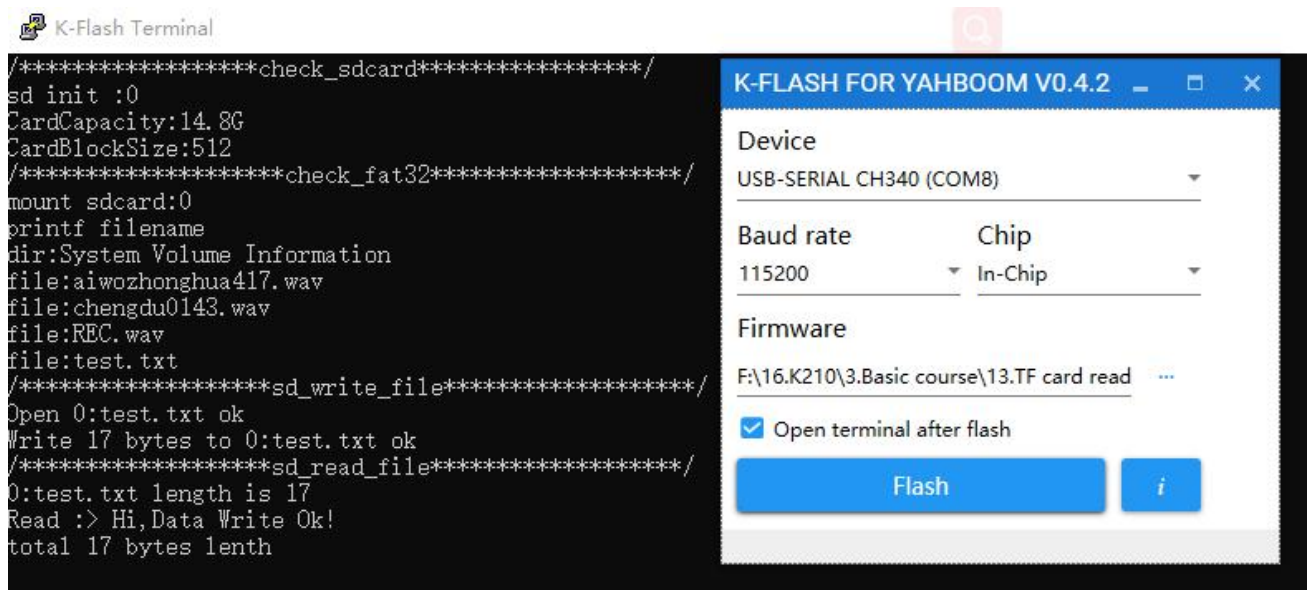 K-Flash Terminal
/******************check_sdcard*****************/
sd init :0
CardCapacity:14.8G
CardBlockSize:512
/********************check_fat32*******************/
mount sdcard:0
printf filename
dir:System Volume Information
file:aiwozhonghua417.wav
file:chengdu0143.wav
file:REC.wav
file:test.txt
/*******************sd_write_file*******************/
Open 0:test.txt ok
Write 17 bytes to 0:test.txt ok
/*******************sd_read_file*******************/
0:test.txt length is 17
Read :> Hi,Data Write Ok!
total 17 bytes lenth
K-FLASH FOR YAHBOOM V0.4.2
Device
USB-SERIAL CH340 (COM8)
Baud rate Chip
115200 In-Chip
Firmware
F:\16.K210\3.Basic course\13.TF card read ...
Open terminal after flash
Flash i